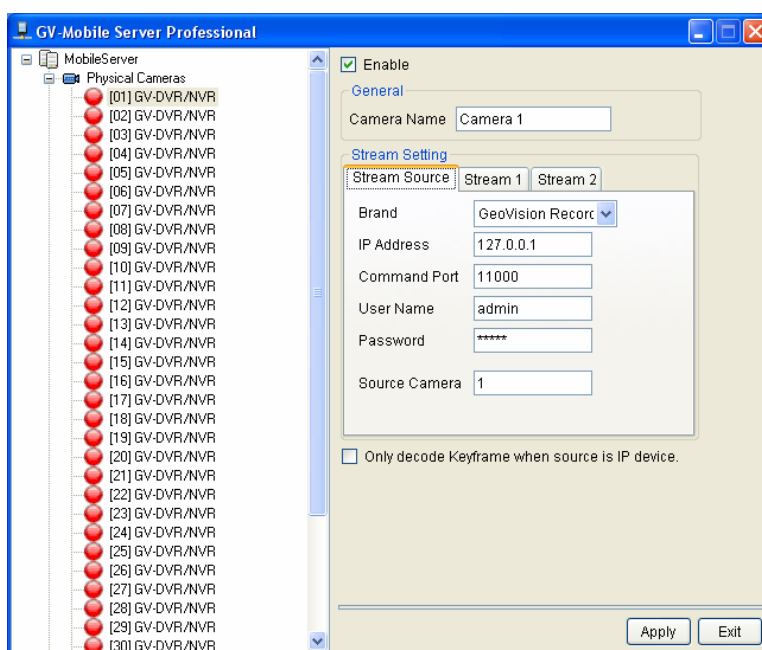 GV-Mobile Server Professional
MobileServer
Physical Cameras
[01] GV-DVR/NVR
[02] GV-DVR/NVR
[03] GV-DVR/NVR
[04] GV-DVR/NVR
[05] GV-DVR/NVR
[06] GV-DVR/NVR
[07] GV-DVR/NVR
[08] GV-DVR/NVR
[09] GV-DVR/NVR
[10] GV-DVR/NVR
[11] GV-DVR/NVR
[12] GV-DVR/NVR
[13] GV-DVR/NVR
[14] GV-DVR/NVR
[15] GV-DVR/NVR
[16] GV-DVR/NVR
[17] GV-DVR/NVR
[18] GV-DVR/NVR
[19] GV-DVR/NVR
[20] GV-DVR/NVR
[21] GV-DVR/NVR
[22] GV-DVR/NVR
[23] GV-DVR/NVR
[24] GV-DVR/NVR
[25] GV-DVR/NVR
[26] GV-DVR/NVR
[27] GV-DVR/NVR
[28] GV-DVR/NVR
[29] GV-DVR/NVR
[30] GV-DVR/NVR
Enable
General
Camera Name Camera 1
Stream Setting
Stream Source Stream 1 Stream 2
Brand GeoVision Recorc
IP Address 127.0.0.1
Command Port 11000
User Name admin
Password *****
Source Camera 1
Only decode Keyframe when source is IP device.
Apply Exit